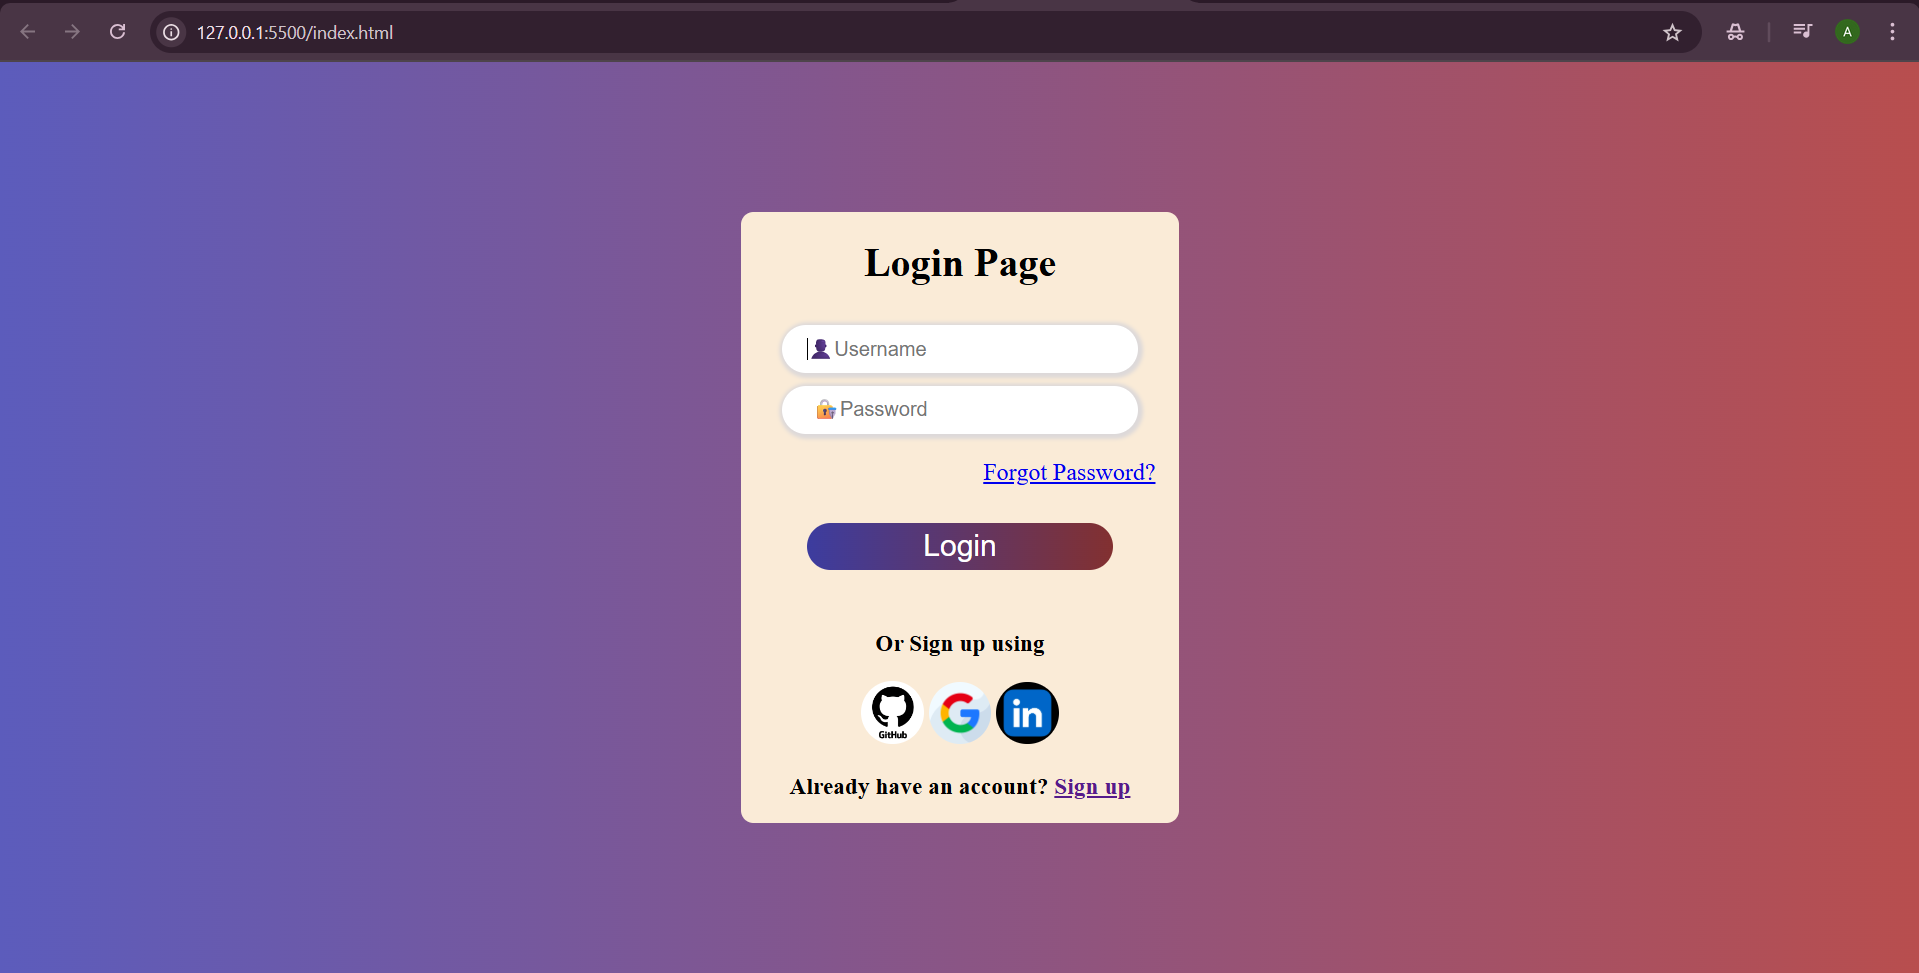 127.0.0.1:5500/index.html
A
Login Page
Username
Password
Forgot Password?
Login
Or Sign up using
GitHub
G
in
Already have an account? Sign up